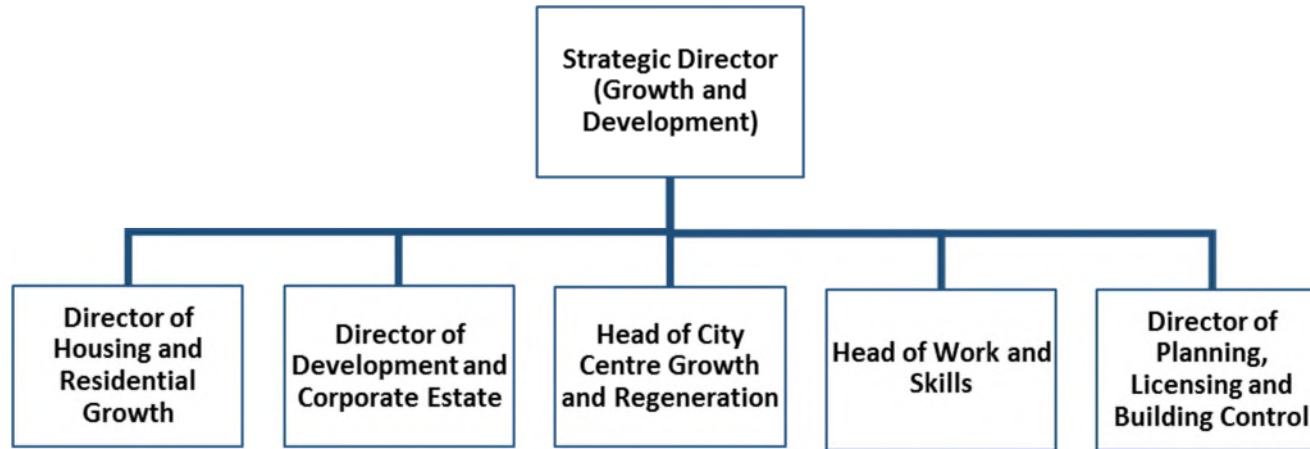 Strategic Director
(Growth and
Development)
Director of
Housing and
Residential
Growth
Director of
Development and
Corporate Estate
Head of City
Centre Growth
and Regeneration
Head of Work and
Skills
Director of
Planning,
Licensing and
Building Control